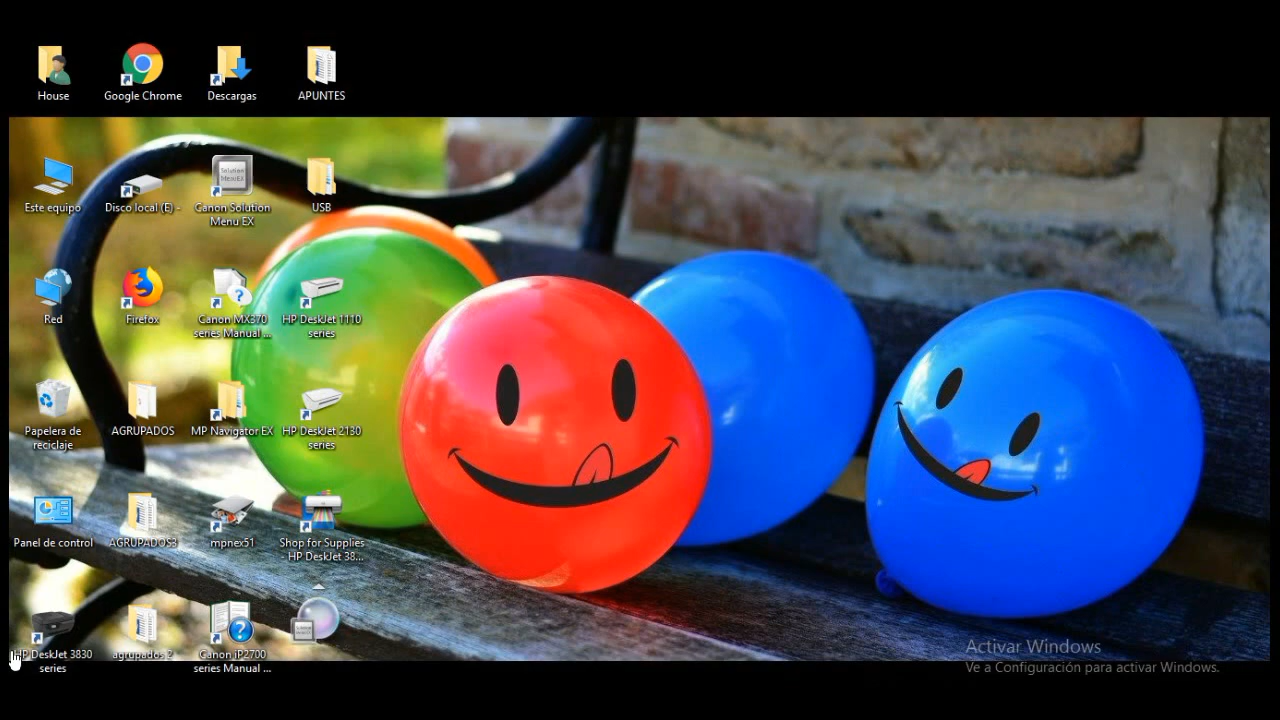 House
Google Chrome
Descargas
APUNTES
Este equipo
Disco local (E) -
Canon Solution
Menu EX
USB
Solution
MenuEX
Red
Firefox
Canon MX370
series Manual ...
HP DeskJet 1110
series
Papelera de
reciclaje
AGRUPADOS
MP Navigator EX
HP DeskJet 2130
series
Panel de control
AGRUPADOS3
mpnex51
Shop for Supplies
- HP DeskJet 38...
HP DeskJet 3830
series
agrupados 2
Canon iP2700
series Manual ...
Activar Windows
Ve a Configuración para activar Windows.